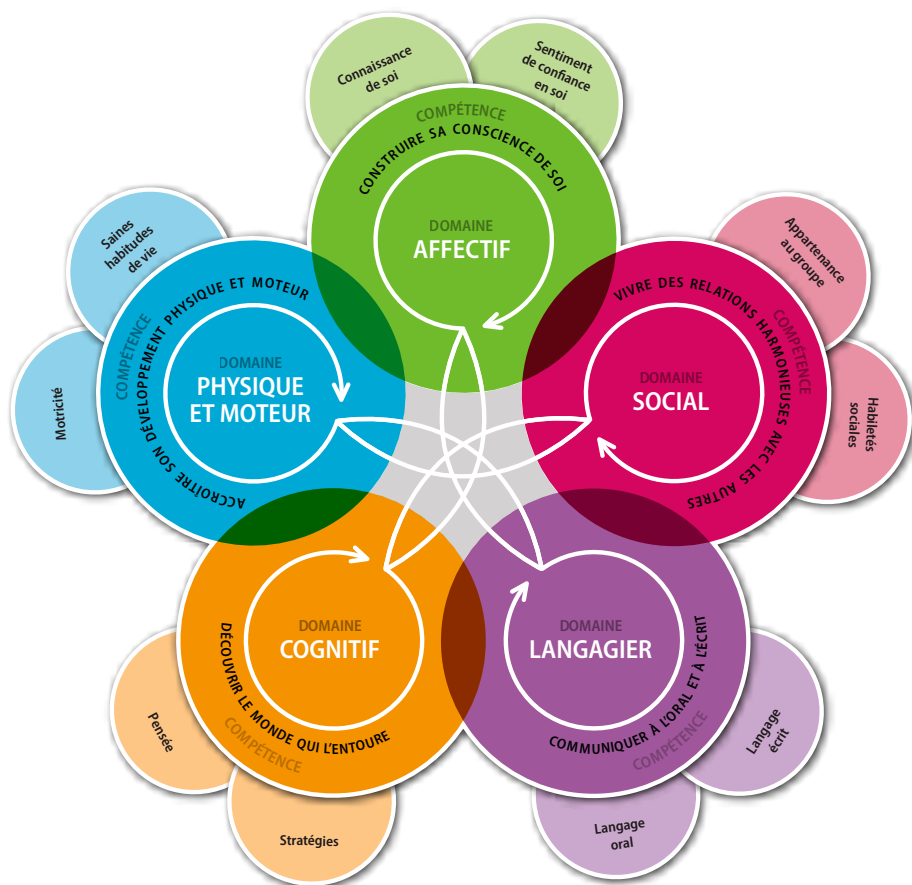 Connaissance
de soi
Sentiment
de confiance
en soi
COMPÉTENCE
CONSTRUIRE SA CONSCIENCE DE SOI
DOMAINE
AFFECTIF
Saines
habitudes
de vie
Motricité
COMPÉTENCE
ACCROÎTRE SON DÉVELOPPEMENT PHYSIQUE ET MOTEUR
DOMAINE
PHYSIQUE
ET MOTEUR
Appartenance
au groupe
Habiletés
sociales
COMPÉTENCE
VIVRE DES RELATIONS HARMONIEUSES AVEC LES AUTRES
DOMAINE
SOCIAL
DOMAINE
COGNITIF
DÉCOUVRIR LE MONDE QUI L'ENTOURE
COMPÉTENCE
Pensée
Stratégies
DOMAINE
LANGAGIER
COMMUNIQUER À L'ORAL ET À L'ÉCRIT
COMPÉTENCE
Langage
écrit
Langage
oral